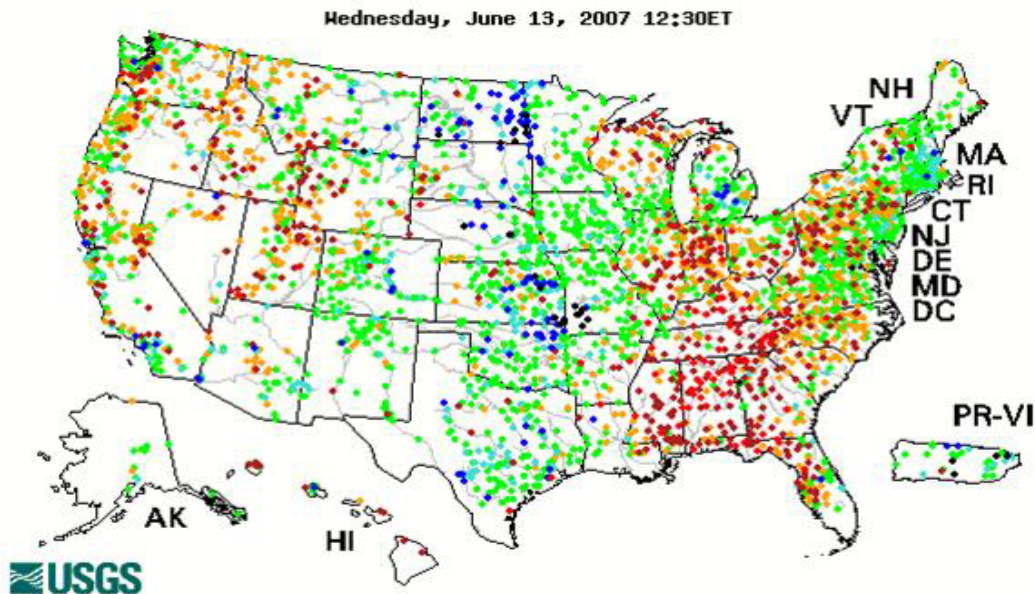 Wednesday, June 13, 2007 12:30ET
NH
VT
MA
RI
CT
NJ
DE
MD
DC
PR-VI
AK
HI
USGS